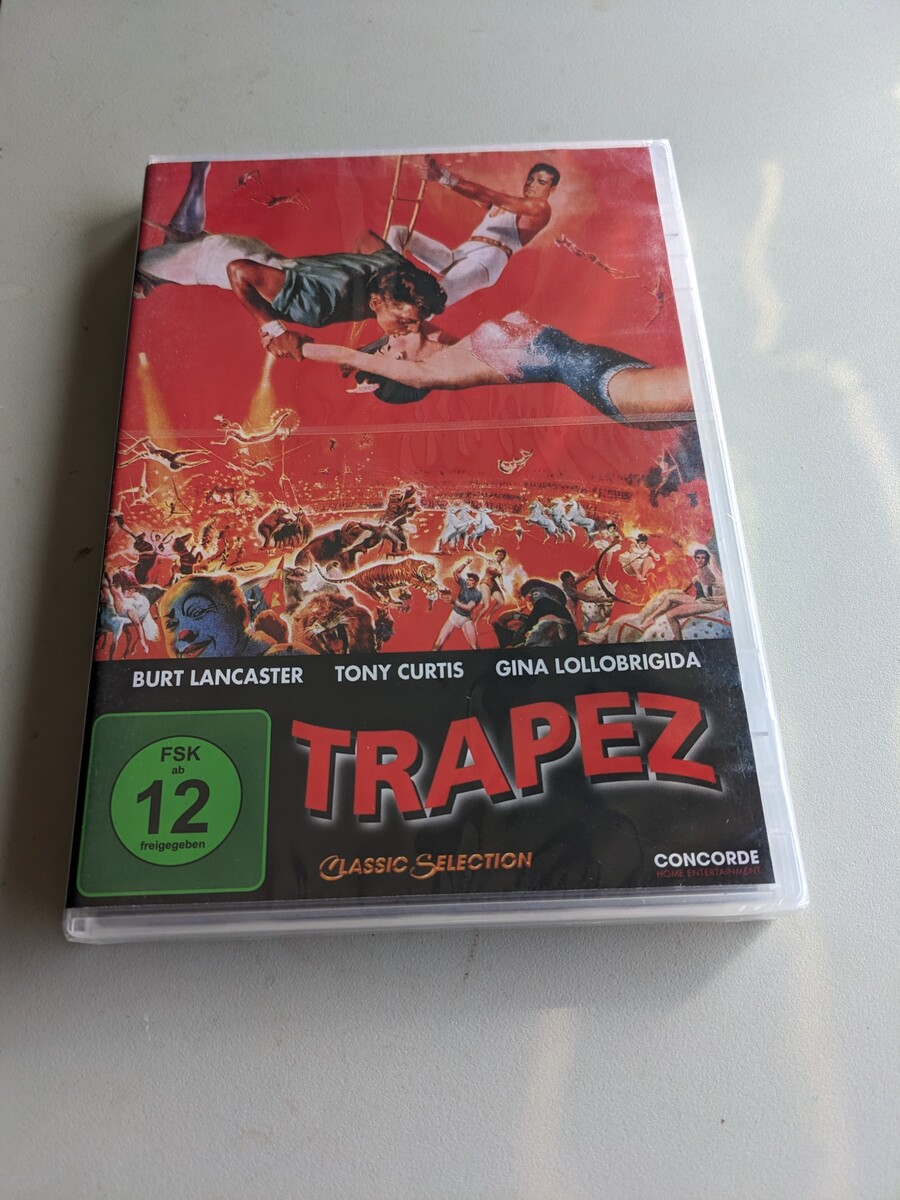 BURT LANCASTER TONY CURTIS GINA LOLLOBRIGIDA
TRAPEZ
FSK
ab
12
freigegeben
CLASSIC SELECTION
CONCORDE
HOME ENTERTAINMENT